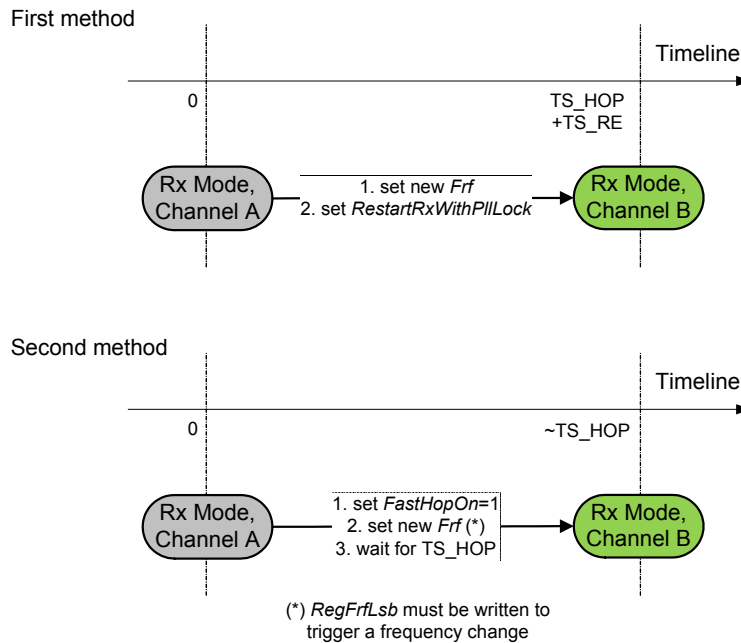 First method
Timeline
0
TS_HOP
+TS_RE
Rx Mode,
Channel A
1. set new Frf
2. set RestartRxWithPllLock
Rx Mode,
Channel B
Second method
Timeline
0
~TS_HOP
Rx Mode,
Channel A
1. set FastHopOn=1
2. set new Frf (*)
3. wait for TS_HOP
Rx Mode,
Channel B
(*) RegFrfLsb must be written to
trigger a frequency change